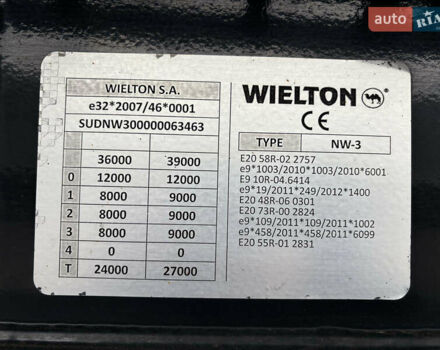 auto RIA
WIELTON S.A.
e32*2007/46*0001
SUDNW300000063463
36000 39000
0 12000 12000
1 8000 9000
2 8000 9000
3 8000 9000
4 0 0
T 24000 27000
WIELTON
CE
TYPE NW-3
E20 58R-02 2757
e9*1003/2010*1003/2010*6001
E9 10R-04.6414
e9*19/2011*249/2012*1400
E20 48R-06 0301
E20 73R-00 2824
e9*109/2011*109/2011*1002
e9*458/2011*458/2011*6099
E20 55R-01 2831